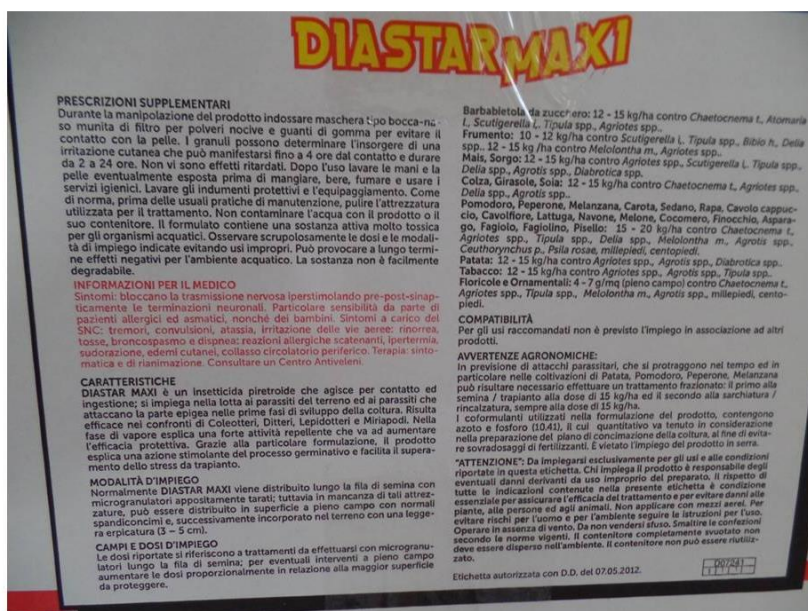 DIASTAR MAXI
PRESCRIZIONI SUPPLEMENTARI
Durante la manipolazione del prodotto indossare maschera tipo bocca-na-
so munita di filtro per polveri nocive e guanti di gomma per evitare il
contatto con la pelle. I granuli possono determinare l'insorgere di una
irritazione cutanea che può manifestarsi fino a 4 ore dal contatto e durare
da 2 a 24 ore. Non vi sono effetti ritardati. Dopo l'uso lavare le mani e la
pelle eventualmente esposta prima di mangiare, bere, fumare e usare i
servizi igienici. Lavare gli indumenti protettivi e l'equipaggiamento. Come
di norma, prima delle usuali pratiche di manutenzione, pulire l'attrezzatura
utilizzata per il trattamento. Non contaminare l'acqua con il prodotto o il
suo contenitore. Il formulato contiene una sostanza attiva molto tossica
per gli organismi acquatici. Osservare scrupolosamente le dosi e le modali-
tà di impiego indicate evitando usi impropri. Può provocare a lungo termi-
ne effetti negativi per l'ambiente acquatico. La sostanza non è facilmente
degradabile.
INFORMAZIONI PER IL MEDICO
Sintomi: bloccano la trasmissione nervosa iperstimolando pre-post-sinap-
ticamente le terminazioni neuronali. Particolare sensibilità da parte di
pazienti allergici ed asmatici, nonché dei bambini. Sintomi a carico del
SNC: tremori, convulsioni, atassia, irritazione delle vie aeree: rinorrea,
tosse, broncospasmo e dispnea: reazioni allergiche scatenanti, ipertermia,
sudorazione, edemi cutanei, collasso circolatorio periferico. Terapia: sinto-
matica e di rianimazione. Consultare un Centro Antiveleni.
CARATTERISTICHE
DIASTAR MAXI è un insetticida piretroide che agisce per contatto ed
ingestione; si impiega nella lotta ai parassiti del terreno ed ai parassiti che
attaccano la parte epigea nelle prime fasi di sviluppo della coltura. Risulta
efficace nei confronti di Coleotteri, Ditteri, Lepidotteri e Miriapodi. Nella
fase di vapore esplica una forte attività repellente che va ad aumentare
l'efficacia protettiva. Grazie alla particolare formulazione, il prodotto
esplica una azione stimolante del processo germinativo e facilita il supera-
mento dello stress da trapianto.
MODALITÀ D'IMPIEGO
Normalmente DIASTAR MAXI viene distribuito lungo la fila di semina con
microgranulatori appositamente tarati; tuttavia in mancanza di tali attrez-
zature, può essere distribuito in superficie a pieno campo con normali
spandiconcimi e, successivamente incorporato nel terreno con una legge-
ra erpicatura (3 – 5 cm).
CAMPI E DOSI D'IMPIEGO
Le dosi riportate si riferiscono a trattamenti da effettuarsi con microgranu-
latori lungo la fila di semina; per eventuali interventi a pieno campo
aumentare le dosi proporzionalmente in relazione alla maggior superficie
da proteggere.
Barbabietola da zucchero: 12 - 15 kg/ha contro Chaetocnema t., Atomaria
l., Scutigerella i., Tipula spp., Agriotes spp..
Frumento: 10 - 12 kg/ha contro Scutigerella i. Tipula spp., Bibio h., Delia
spp. 12 - 15 kg /ha contro Melolontha m., Agriotes spp..
Mais, Sorgo: 12 - 15 kg/ha contro Agriotes spp., Scutigerella i. Tipula spp.,
Delia spp., Agrotis spp., Diabrotica spp.
Colza, Girasole, Soia: 12 - 15 kg/ha contro Chaetocnema t., Agriotes spp.,
Delia spp., Agrotis spp..
Pomodoro, Peperone, Melanzana, Carota, Sedano, Rapa, Cavolo cappuc-
cio, Cavolfiore, Lattuga, Navone, Melone, Cocomero, Finocchio, Aspara-
go, Fagiolo, Fagiolino, Pisello: 15 - 20 kg/ha contro Chaetocnema t.,
Agriotes spp., Tipula spp., Delia spp., Melolontha m., Agrotis spp.,
Ceuthorynchus p., Psila rosae, millepiedi, centopiedi.
Patata: 12 - 15 kg/ha contro Agriotes spp., Agrotis spp., Diabrotica spp..
Tabacco: 12 - 15 kg/ha contro Agriotes spp., Agrotis spp., Tipula spp..
Floricole e Ornamentali: 4 - 7 g/mq (pieno campo) contro Chaetocnema t.,
Agriotes spp., Tipula spp., Melolontha m., Agrotis spp., millepiedi, cento-
piedi.
COMPATIBILITÀ
Per gli usi raccomandati non è previsto l'impiego in associazione ad altri
prodotti.
AVVERTENZE AGRONOMICHE:
In previsione di attacchi parassitari, che si protraggono nel tempo ed in
particolare nelle coltivazioni di Patata, Pomodoro, Peperone, Melanzana
può risultare necessario effettuare un trattamento frazionato: il primo alla
semina / trapianto alla dose di 15 kg/ha ed il secondo alla sarchiatura /
rincalzatura, sempre alla dose di 15 kg/ha.
I coformulanti utilizzati nella formulazione del prodotto, contengono
azoto e fosforo (10.41), il cui quantitativo va tenuto in considerazione
nella preparazione del piano di concimazione della coltura, al fine di evita-
re sovradosaggi di fertilizzanti. È vietato l'impiego del prodotto in serra.
"ATTENZIONE": Da impiegarsi esclusivamente per gli usi e alle condizioni
riportate in questa etichetta. Chi impiega il prodotto è responsabile degli
eventuali danni derivanti da uso improprio del preparato. Il rispetto di
tutte le indicazioni contenute nella presente etichetta è condizione
essenziale per assicurare l'efficacia del trattamento e per evitare danni alle
piante, alle persone ed agli animali. Non applicare con mezzi aerei. Per
evitare rischi per l'uomo e per l'ambiente seguire le istruzioni per l'uso.
Operare in assenza di vento. Da non vendersi sfuso. Smaltire le confezioni
secondo le norme vigenti. Il contenitore completamente svuotato non
deve essere disperso nell'ambiente. Il contenitore non può essere riutiliz-
zato.
Etichetta autorizzata con D.D. del 07.05.2012.
D07241